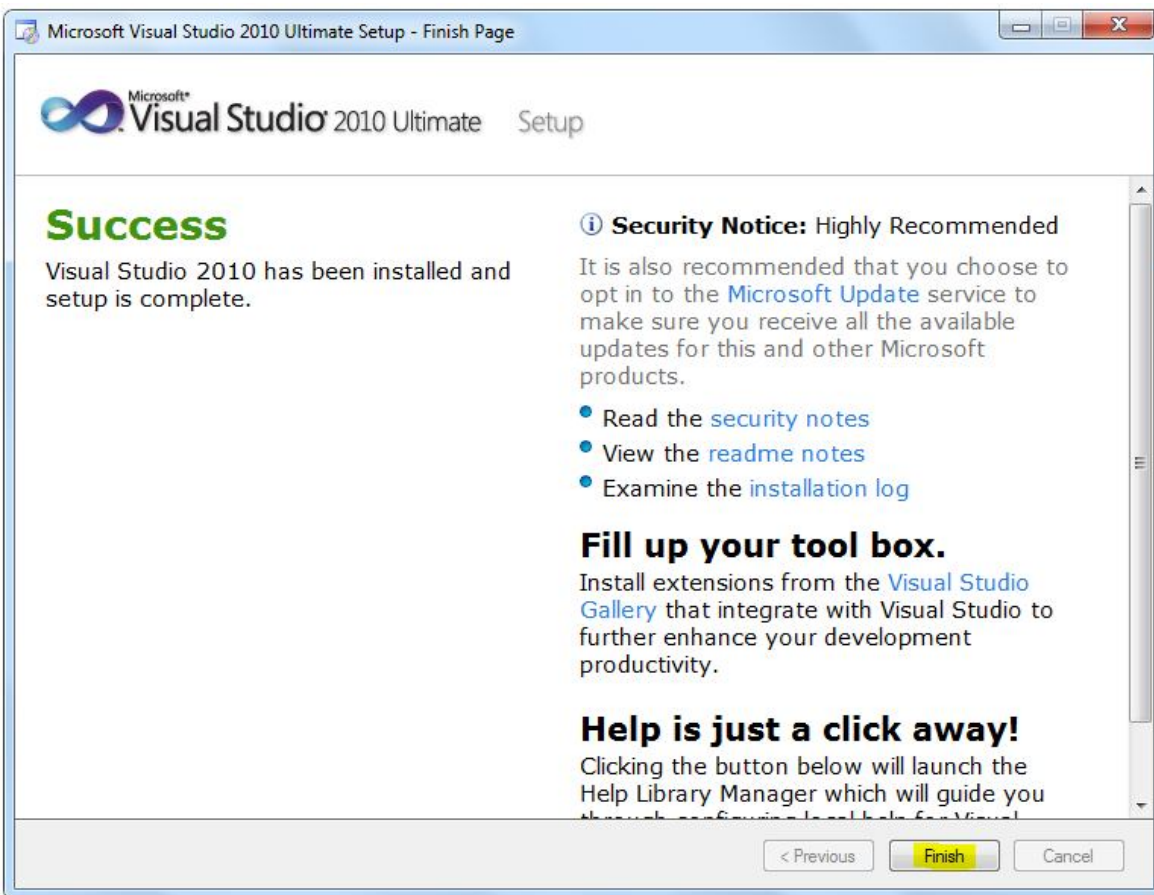 Microsoft Visual Studio 2010 Ultimate Setup - Finish Page
Microsoft®
Visual Studio® 2010 Ultimate Setup
Success
Visual Studio 2010 has been installed and
setup is complete.
Security Notice: Highly Recommended
It is also recommended that you choose to
opt in to the Microsoft Update service to
make sure you receive all the available
updates for this and other Microsoft
products.
Read the security notes
View the readme notes
Examine the installation log
Fill up your tool box.
Install extensions from the Visual Studio
Gallery that integrate with Visual Studio to
further enhance your development
productivity.
Help is just a click away!
Clicking the button below will launch the
Help Library Manager which will guide you
through configuring local help for Visual
< Previous
Finish
Cancel